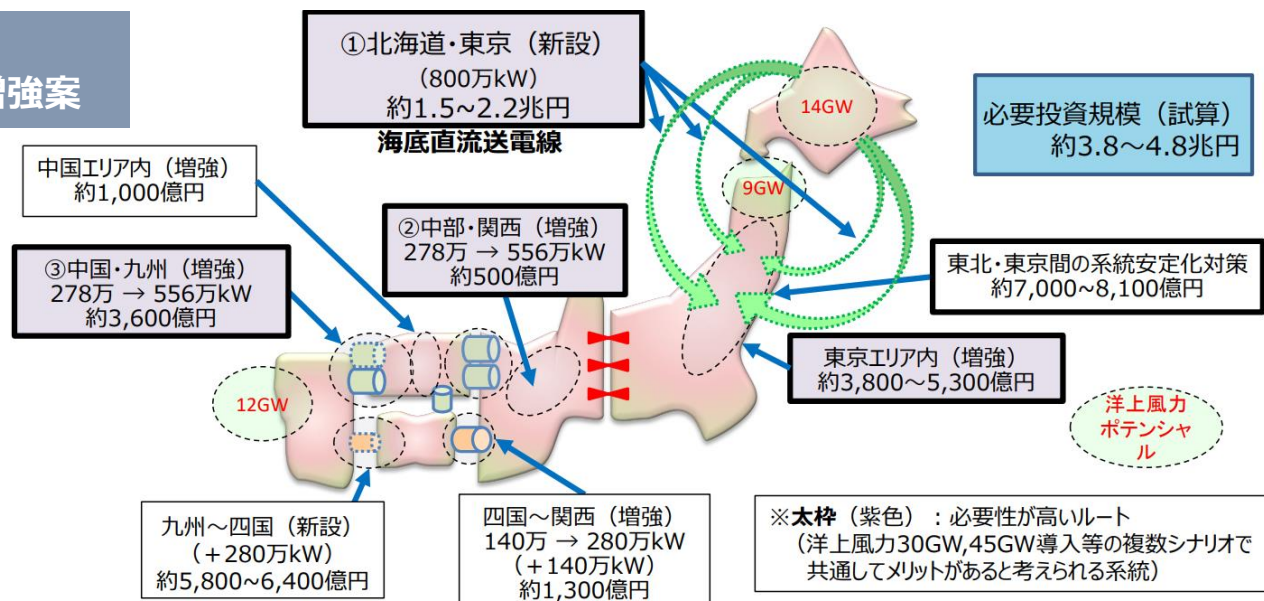 増強案
①北海道・東京（新設）
（800万kW）
約1.5~2.2兆円
海底直流送電線
14GW
必要投資規模（試算）
約3.8～4.8兆円
中国エリア内（増強）
約1,000億円
9GW
②中部・関西（増強）
278万 → 556万kW
約500億円
③中国・九州（増強）
278万 → 556万kW
約3,600億円
東北・東京間の系統安定化対策
約7,000~8,100億円
東京エリア内（増強）
約3,800～5,300億円
12GW
洋上風力
ポテンシャ
ル
九州～四国（新設）
（＋280万kW）
約5,800~6,400億円
四国～関西（増強）
140万 → 280万kW
（＋140万kW）
約1,300億円
※太枠（紫色）：必要性が高いルート
（洋上風力30GW,45GW導入等の複数シナリオで
共通してメリットがあると考えられる系統）